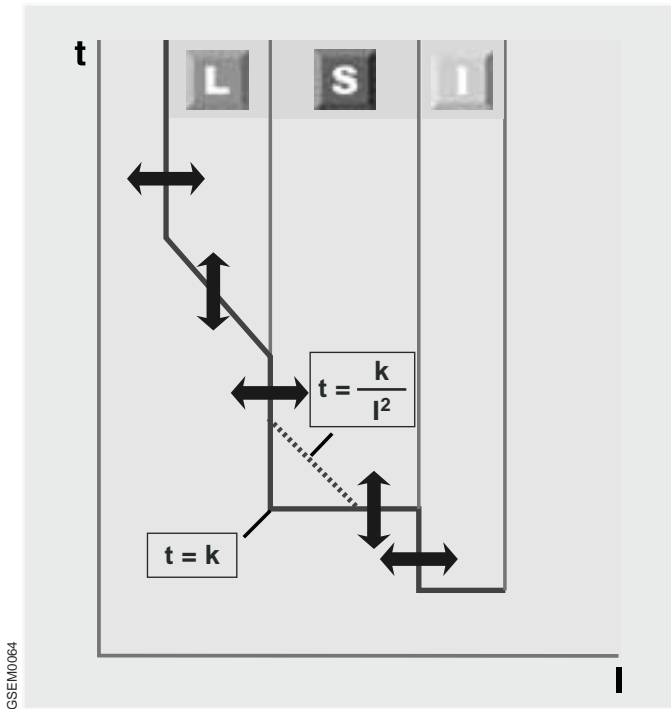 t
L S I
t = k
I²
t = k
I
GSEM0064